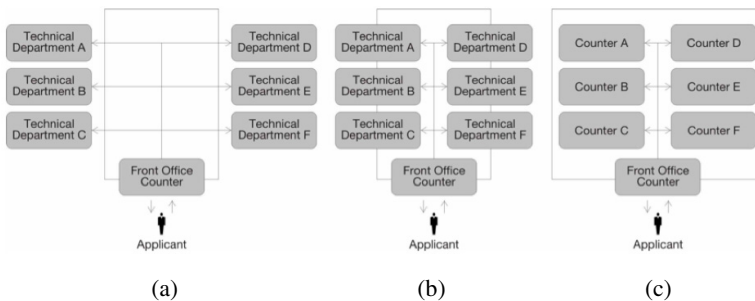 Technical
Department A
Technical
Department D
Technical
Department B
Technical
Department E
Technical
Department C
Technical
Department F
Front Office
Counter
Applicant
(a)
Technical
Department A
Technical
Department D
Technical
Department B
Technical
Department E
Technical
Department C
Technical
Department F
Front Office
Counter
Applicant
(b)
Counter A
Counter D
Counter B
Counter E
Counter C
Counter F
Front Office
Counter
Applicant
(c)